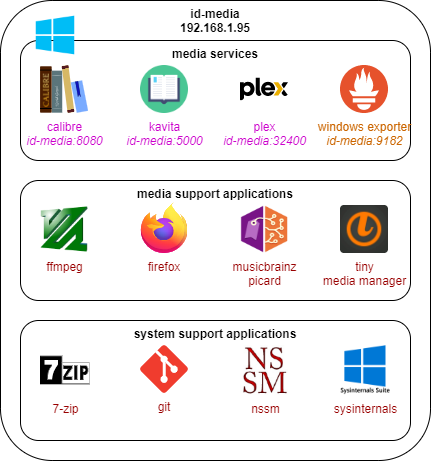 id-media
192.168.1.95
media services
CALIBRE
plex
calibre
id-media:8080
kavita
id-media:5000
plex
id-media:32400
windows exporter
id-media:9182
media support applications
ffmpeg
firefox
musicbrainz
picard
tiny
media manager
system support applications
7ZIP
NS
SM
Sysinternals Suite
7-zip
git
nssm
sysinternals